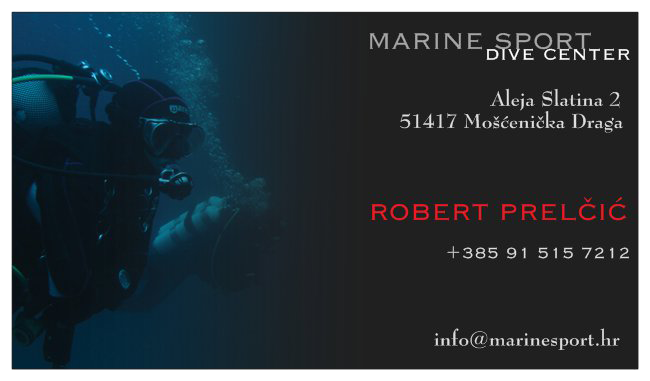 MARINE SPORT
DIVE CENTER
Aleja Slatina 2
51417 Mošćenička Draga
ROBERT PRELČIĆ
+385 91 515 7212
info@marinesport.hr